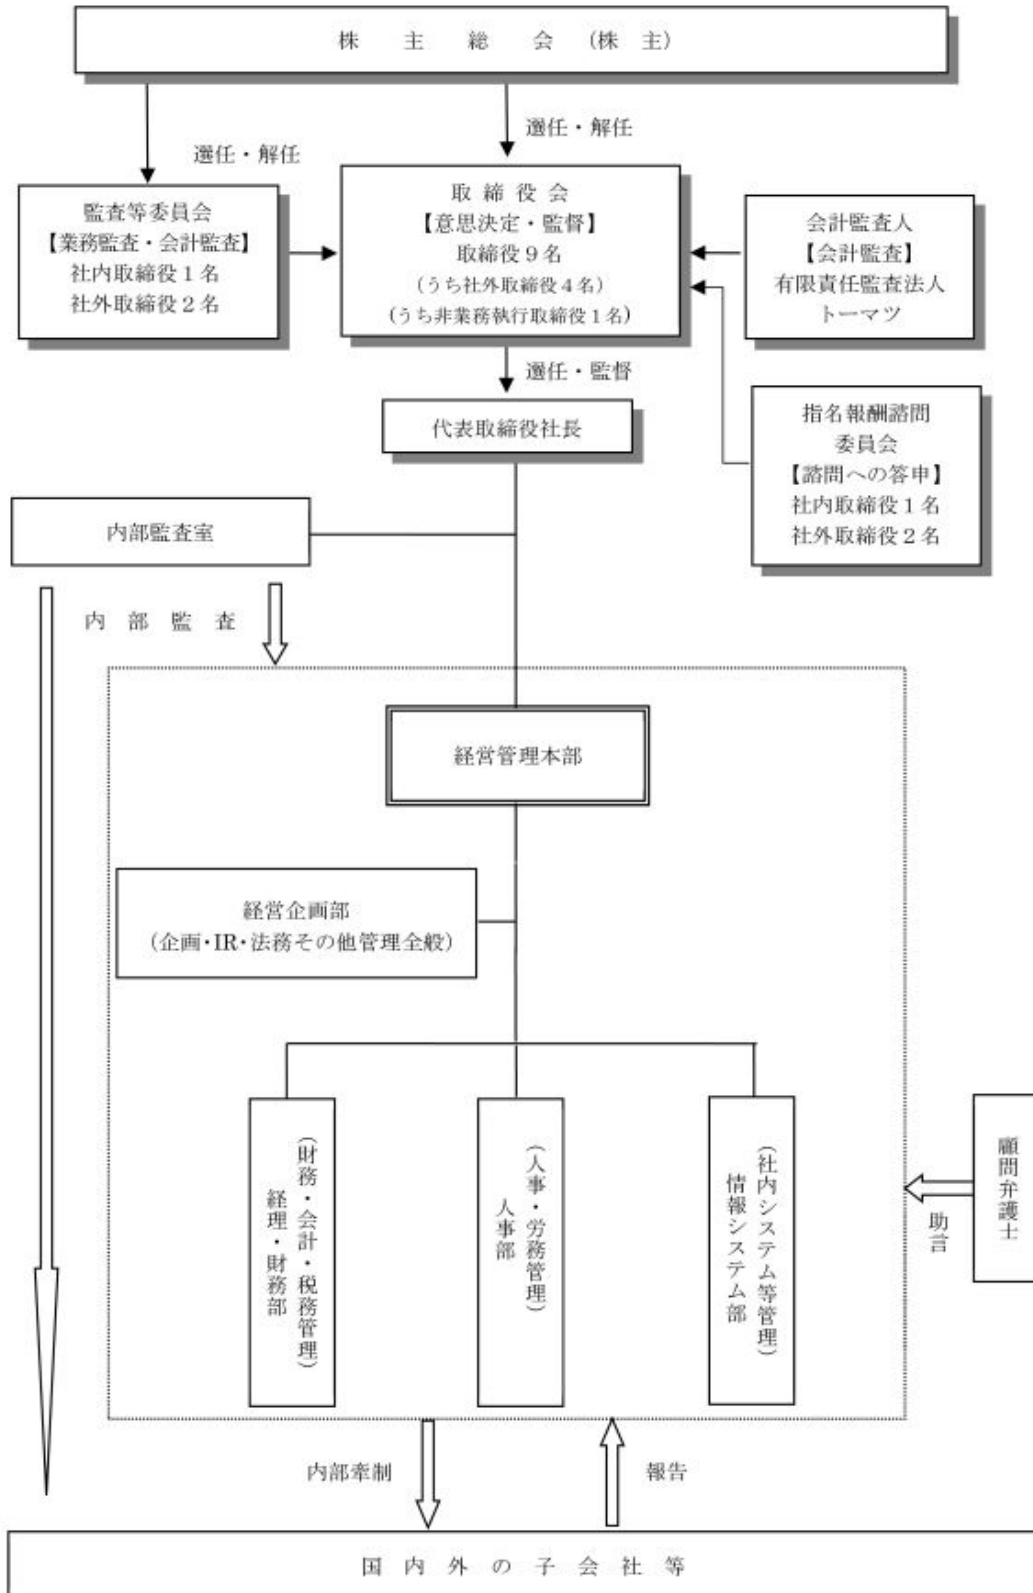 株主総会（株主）
選任・解任
選任・解任
監査等委員会
【業務監査・会計監査】
社内取締役１名
社外取締役２名
取締役会
【意思決定・監督】
取締役９名
（うち社外取締役４名）
（うち非業務執行取締役１名）
会計監査人
【会計監査】
有限責任監査法人
トーマツ
選任・監督
代表取締役社長
指名報酬諮問
委員会
【諮問への答申】
社内取締役１名
社外取締役２名
内部監査室
内部監査
経営管理本部
経営企画部
（企画・IR・法務その他管理全般）
（財務・会計・税務管理）
経理・財務部
（人事・労務管理）
人事部
（社内システム等管理）
情報システム部
顧問弁護士
助言
内部牽制
報告
国内外の子会社等